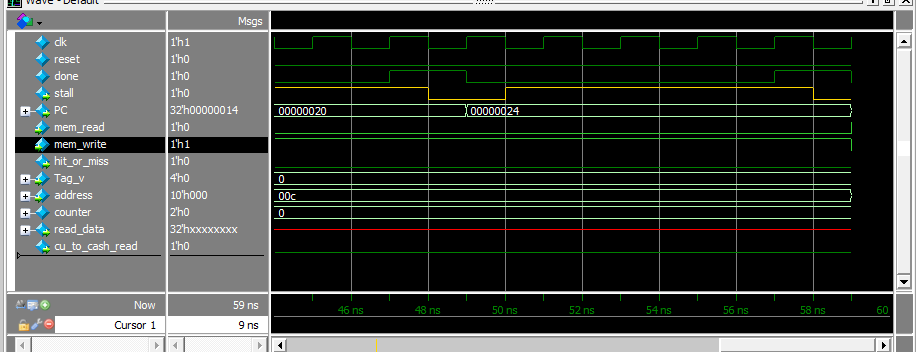 Wave - Default
Msgs
clk 1'h1
reset 1'h0
done 1'h0
stall 1'h0
PC 32'h00000014 00000020 00000024
mem_read 1'h0
mem_write 1'h1
hit_or_miss 1'h0
Tag_v 4'h0 0
address 10'h000 00c
counter 2'h0 0
read_data 32'hxxxxxxxx
cu_to_cash_read 1'h0
Now 59 ns 46 ns 48 ns 50 ns 52 ns 54 ns 56 ns 58 ns 60
Cursor 1 9 ns